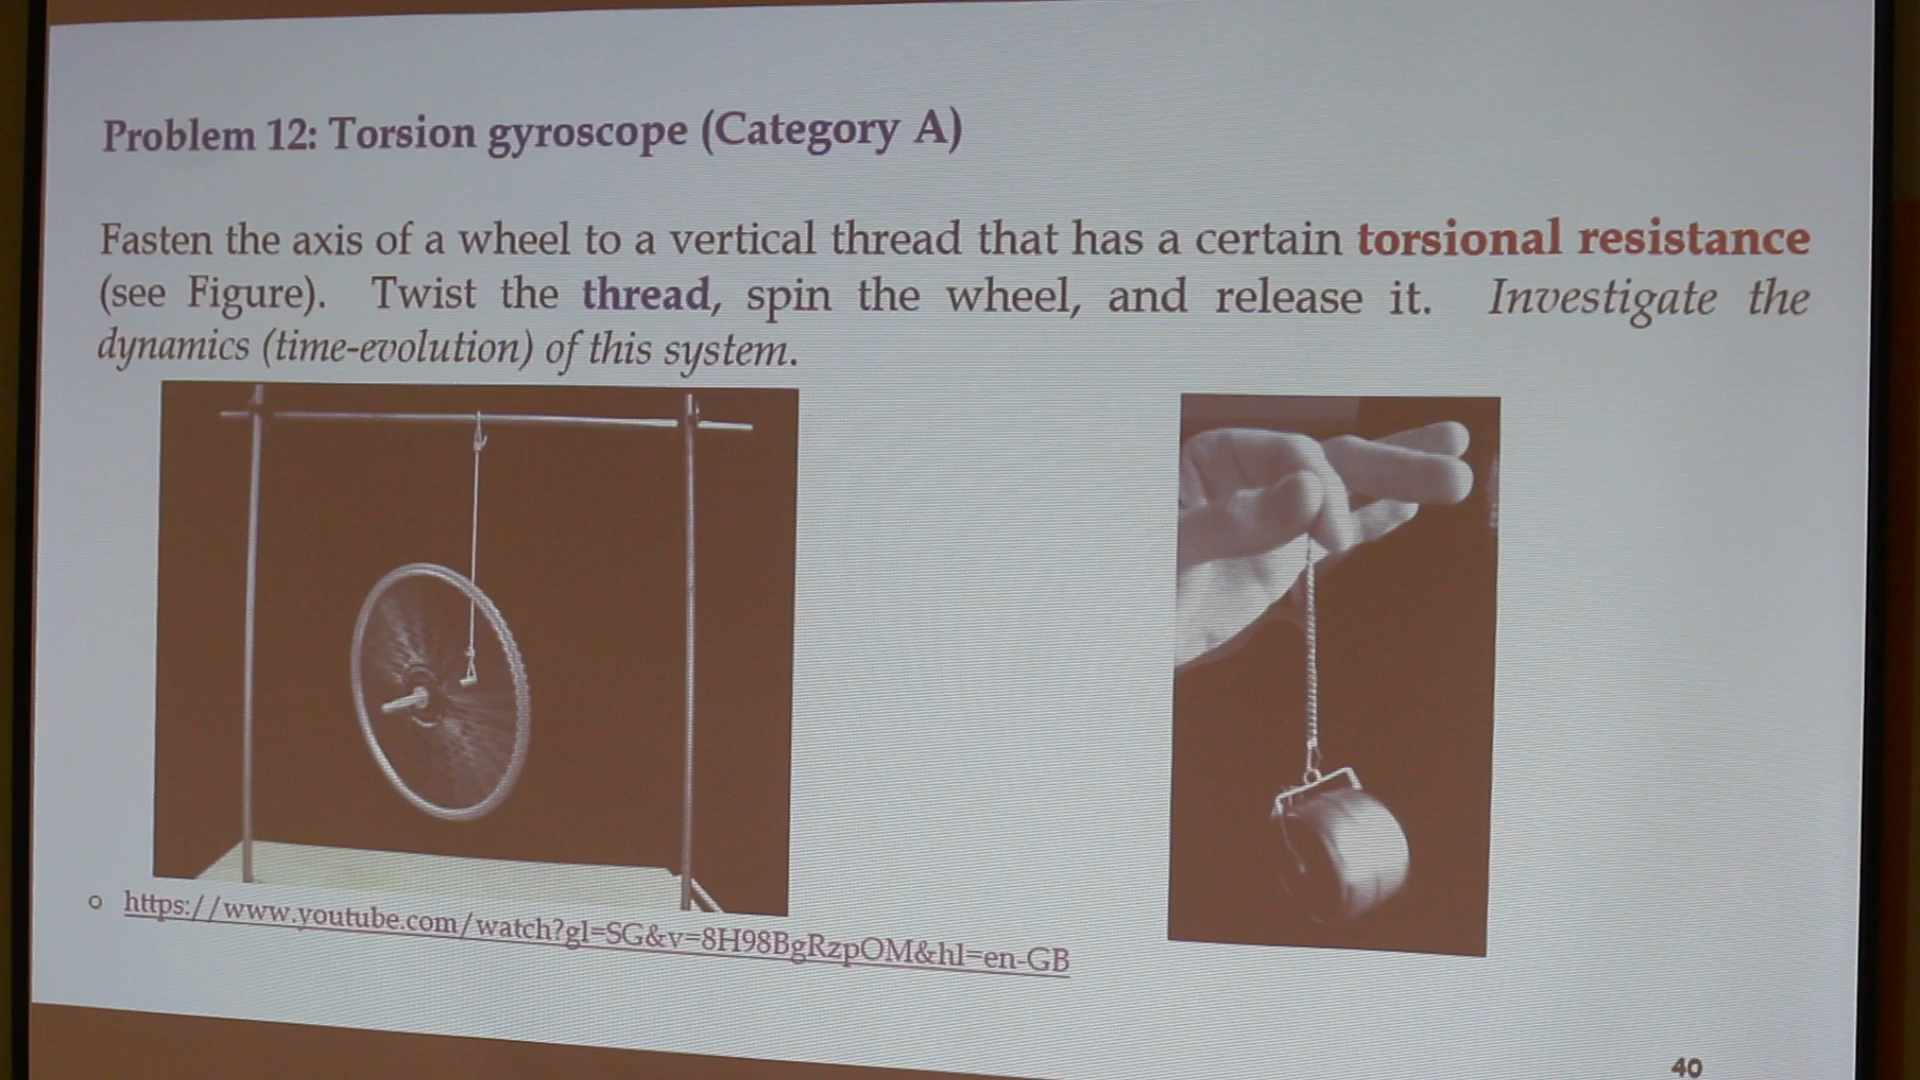 Problem 12: Torsion gyroscope (Category A)
Fasten the axis of a wheel to a vertical thread that has a certain torsional resistance
(see Figure). Twist the thread, spin the wheel, and release it. Investigate the
dynamics (time-evolution) of this system.
https://www.youtube.com/watch?gl=SG&v=8H98BgRzpOM&hl=en-GB
40